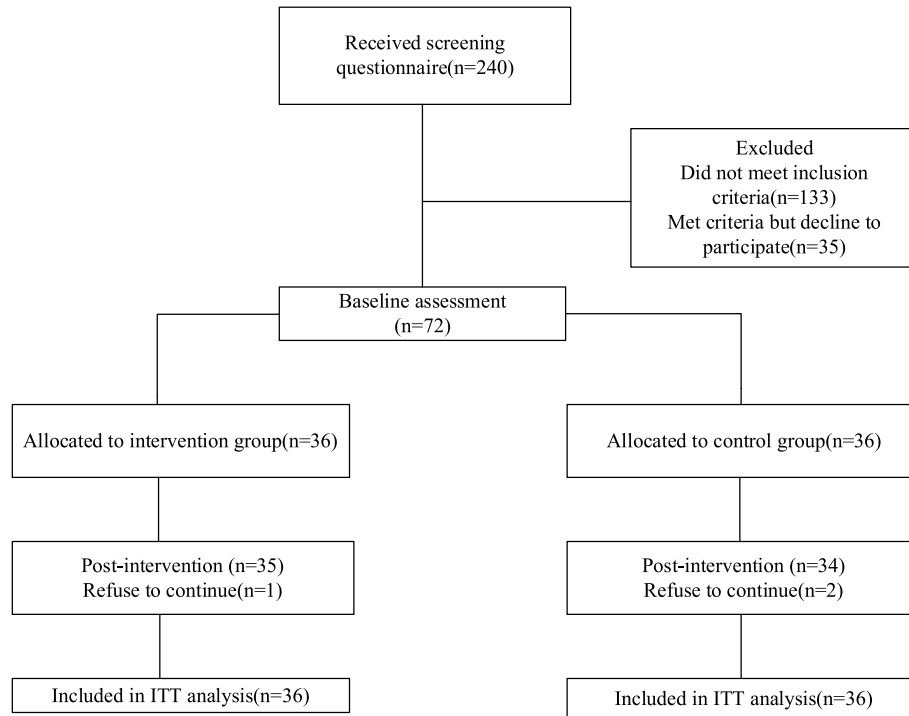 Received screening
questionnaire(n=240)
Excluded
Did not meet inclusion
criteria(n=133)
Met criteria but decline to
participate(n=35)
Baseline assessment
(n=72)
Allocated to intervention group(n=36)
Allocated to control group(n=36)
Post-intervention (n=35)
Refuse to continue(n=1)
Post-intervention (n=34)
Refuse to continue(n=2)
Included in ITT analysis(n=36)
Included in ITT analysis(n=36)